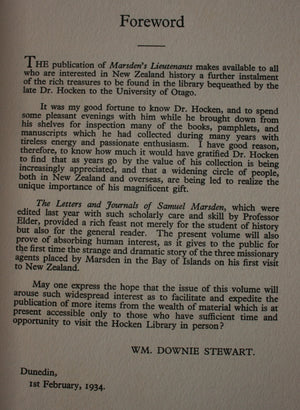 Foreword
THE publication of Marsden's Lieutenants makes available to all
who are interested in New Zealand history a further instalment
of the rich treasures to be found in the library bequeathed by the
late Dr. Hocken to the University of Otago.
It was my good fortune to know Dr. Hocken, and to spend
some pleasant evenings with him while he brought down from
his shelves for inspection many of the books, pamphlets, and
manuscripts which he had collected during many years with
tireless energy and passionate enthusiasm. I have good reason,
therefore, to know how much it would have gratified Dr. Hocken
to find that as years go by the value of his collection is being
increasingly appreciated, and that a widening circle of people,
both in New Zealand and overseas, are being led to realize the
unique importance of his magnificent gift.
The Letters and Journals of Samuel Marsden, which were
edited last year with such scholarly care and skill by Professor
Elder, provided a rich feast not merely for the student of history
but also for the general reader. The present volume will also
prove of absorbing human interest, as it gives to the public for
the first time the strange and dramatic story of the three missionary
agents placed by Marsden in the Bay of Islands on his first visit
to New Zealand.
May one express the hope that the issue of this volume will
arouse such widespread interest as to facilitate and expedite the
publication of more items from the wealth of material which is at
present accessible only to those who have sufficient time and
opportunity to visit the Hocken Library in person?
WM. DOWNIE STEWART.
Dunedin,
1st February, 1934.